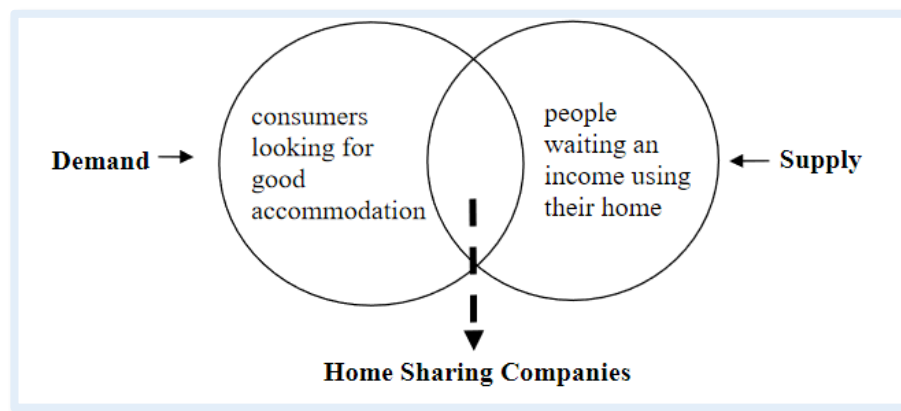 Demand
consumers
looking for
good
accommodation
people
waiting an
income using
their home
Supply
Home Sharing Companies